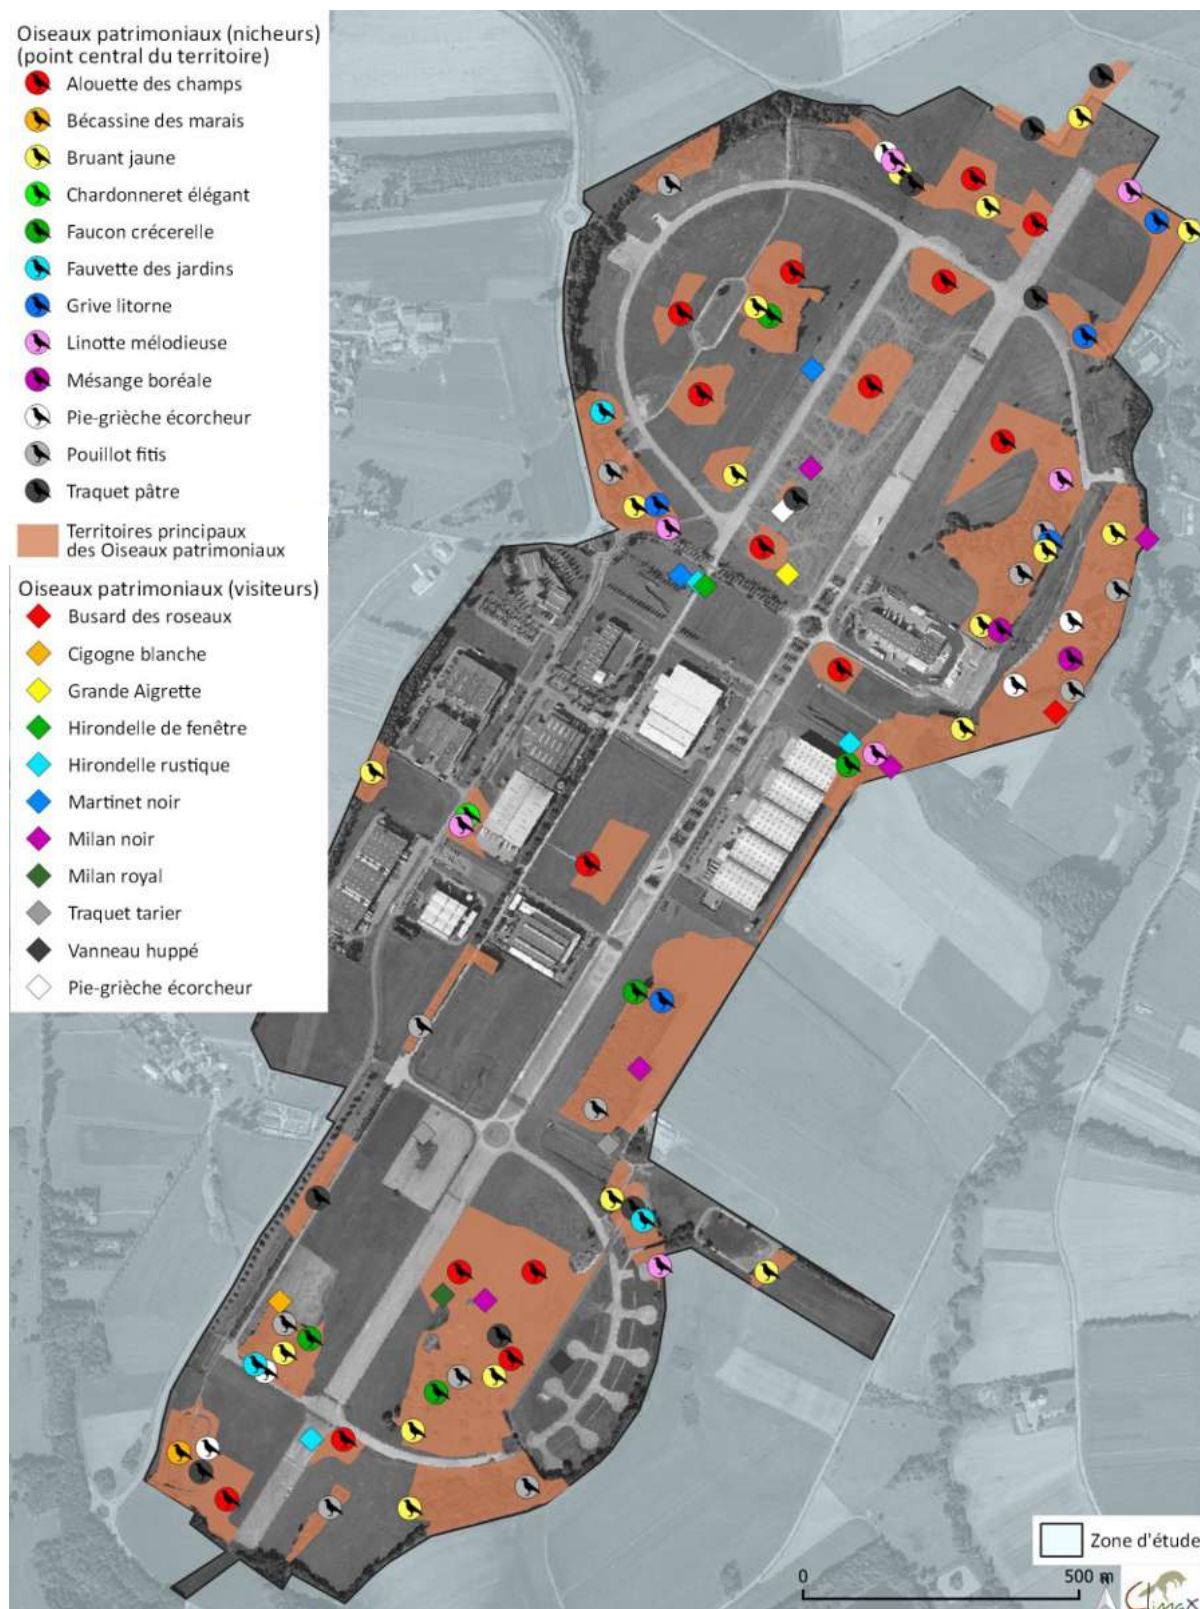 Oiseaux patrimoniaux (nicheurs)
(point central du territoire)
Alouette des champs
Bécassine des marais
Bruant jaune
Chardonneret élégant
Faucon crécerelle
Fauvette des jardins
Grive litorne
Linotte mélodieuse
Mésange boréale
Pie-grièche écorcheur
Pouillot fitis
Traquet pâtre
Territoires principaux
des Oiseaux patrimoniaux
Oiseaux patrimoniaux (visiteurs)
Busard des roseaux
Cigogne blanche
Grande Aigrette
Hirondelle de fenêtre
Hirondelle rustique
Martinet noir
Milan noir
Milan royal
Traquet tarier
Vanneau huppé
Pie-grièche écorcheur
Zone d'étude
0 500 m
N
Climax